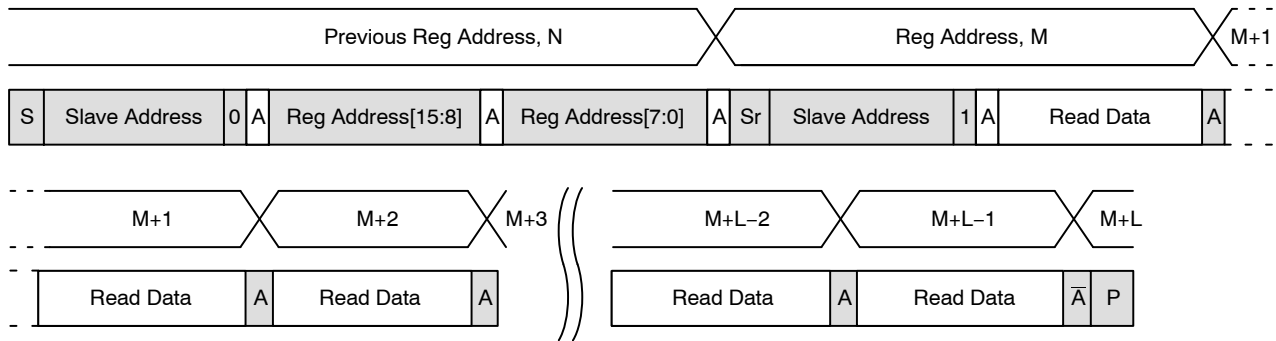 Previous Reg Address, N Reg Address, M M+1
S Slave Address 0 A Reg Address[15:8] A Reg Address[7:0] A Sr Slave Address 1 A Read Data A
M+1 M+2 M+3 M+L−2 M+L−1 M+L
Read Data A Read Data A Read Data A Read Data A̅ P